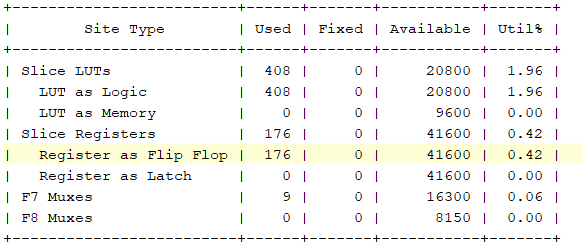 +-------------------------+------+-------+-----------+-------+
|        Site Type        | Used | Fixed | Available | Util% |
+-------------------------+------+-------+-----------+-------+
| Slice LUTs              |  408 |     0 |     20800 |  1.96 |
|   LUT as Logic          |  408 |     0 |     20800 |  1.96 |
|   LUT as Memory         |    0 |     0 |      9600 |  0.00 |
| Slice Registers         |  176 |     0 |     41600 |  0.42 |
|   Register as Flip Flop |  176 |     0 |     41600 |  0.42 |
|   Register as Latch     |    0 |     0 |     41600 |  0.00 |
| F7 Muxes                |    9 |     0 |     16300 |  0.06 |
| F8 Muxes                |    0 |     0 |      8150 |  0.00 |
+-------------------------+------+-------+-----------+-------+